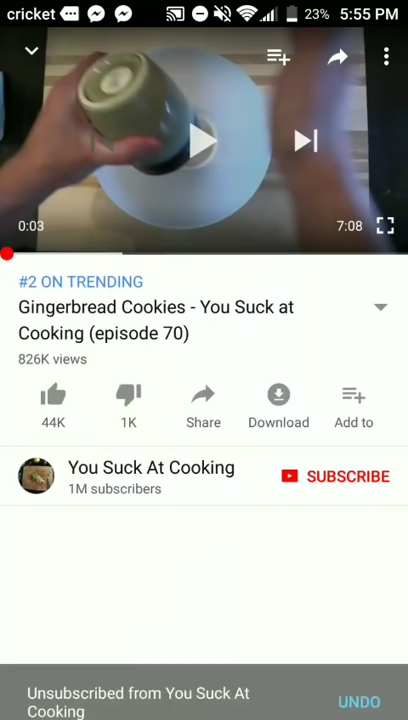 cricket 23% 5:55 PM
0:03 7:08
#2 ON TRENDING
Gingerbread Cookies - You Suck at
Cooking (episode 70)
826K views
44K 1K Share Download Add to
You Suck At Cooking
1M subscribers
SUBSCRIBE
Unsubscribed from You Suck At
Cooking
UNDO